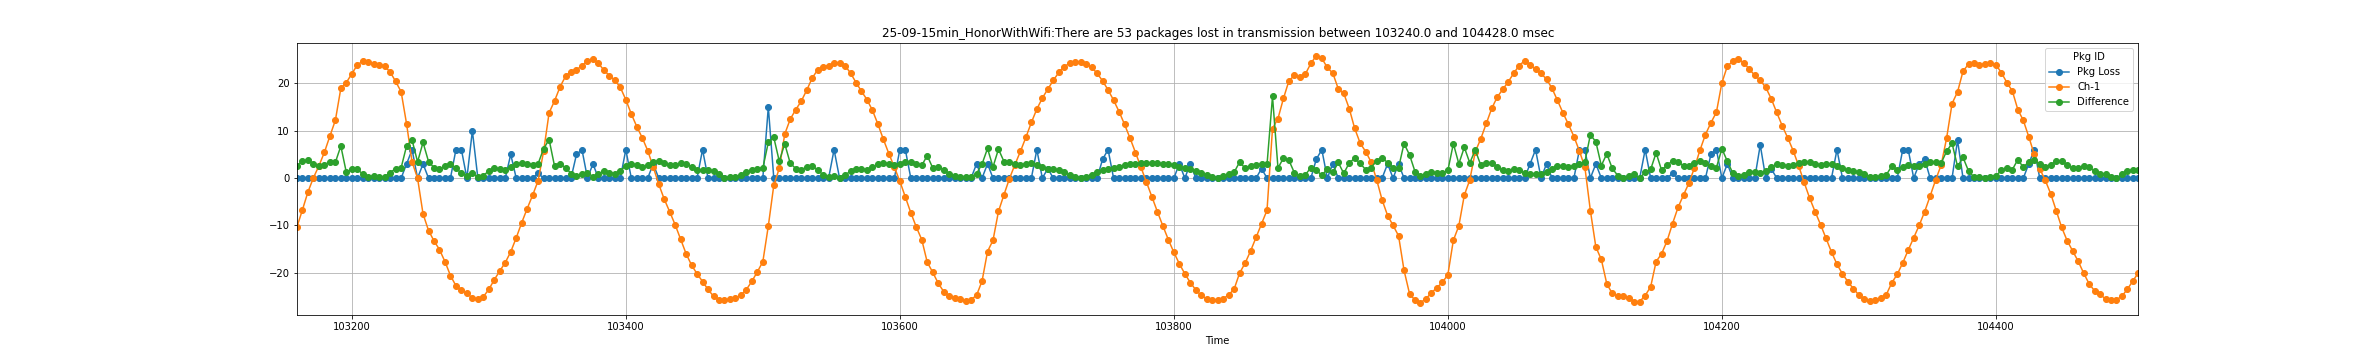 25-09-15min_HonorWithWifi:There are 53 packages lost in transmission between 103240.0 and 104428.0 msec
Pkg ID
Pkg Loss
Ch-1
Difference
20
10
0
−10
−20
103200 103400 103600 103800 104000 104200 104400
Time